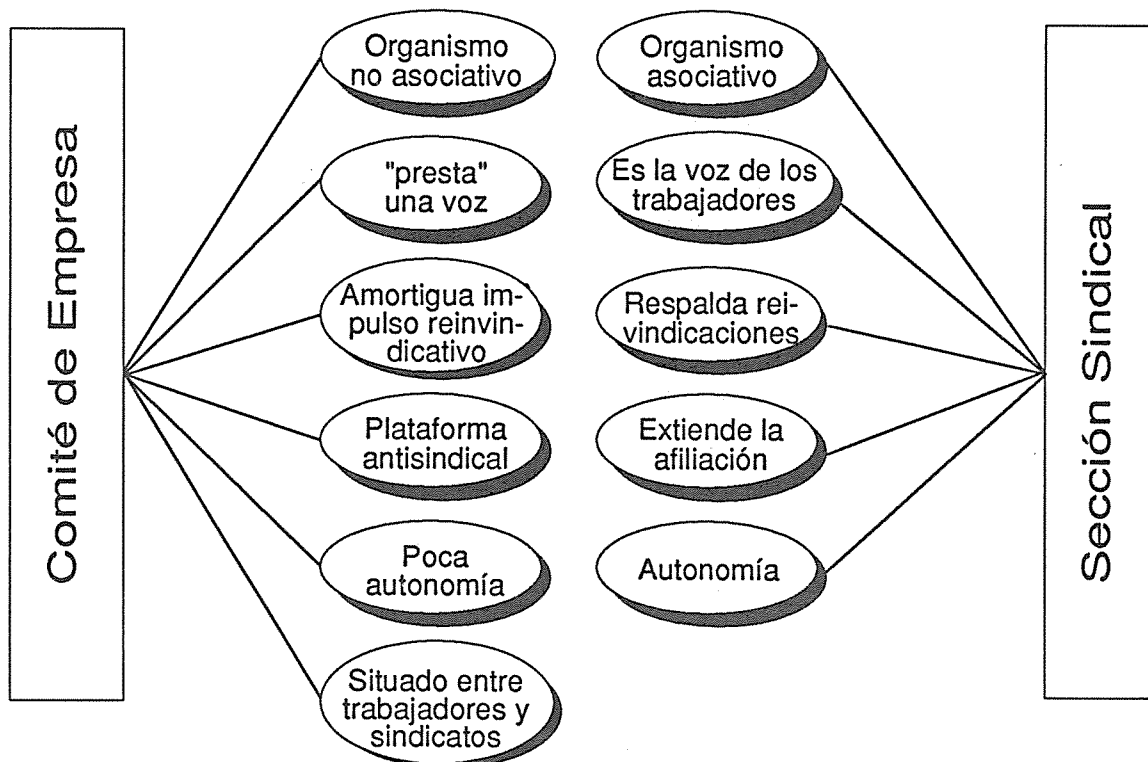 Comité de Empresa
Organismo
no asociativo
"presta"
una voz
Amortigua im-
pulso reinvin-
dicativo
Plataforma
antisindical
Poca
autonomía
Situado entre
trabajadores y
sindicatos
Organismo
asociativo
Es la voz de los
trabajadores
Respalda rei-
vindicaciones
Extiende la
afiliación
Autonomía
Sección Sindical